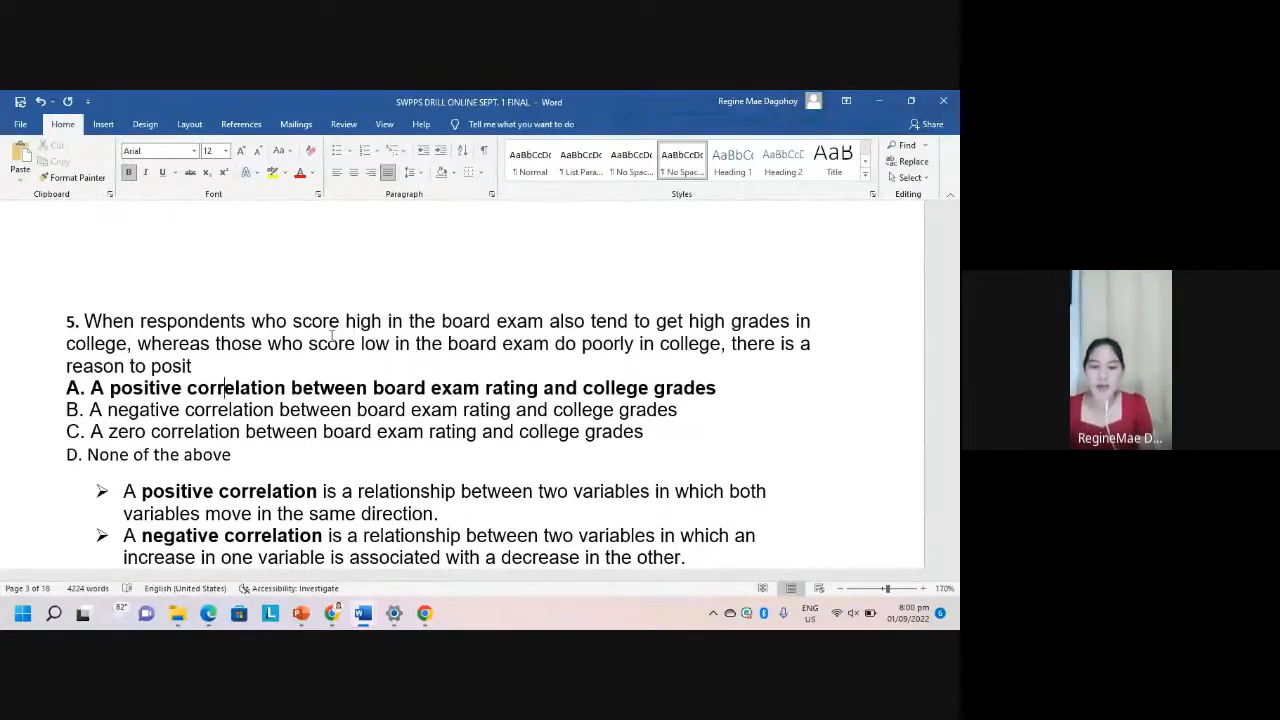 SWPPS DRILL ONLINE SEPT. 1 FINAL - Word
Regine Mae Dagohoy
File Home Insert Design Layout References Mailings Review View Help Tell me what you want to do Share
Paste
Cut
Copy
Format Painter
Clipboard
Arial 12
Font
Paragraph
AaBbCcDc AaBbCcDc AaBbCcDc AaBbCcDc AaBbCc AaBbCcC AaB
¶ Normal ¶ List Para... ¶ No Spac... ¶ No Spac... Heading 1 Heading 2 Title
Styles
Find
Replace
Select
Editing
5. When respondents who score high in the board exam also tend to get high grades in
college, whereas those who score low in the board exam do poorly in college, there is a
reason to posit
A. A positive correlation between board exam rating and college grades
B. A negative correlation between board exam rating and college grades
C. A zero correlation between board exam rating and college grades
D. None of the above
➢ A positive correlation is a relationship between two variables in which both
variables move in the same direction.
➢ A negative correlation is a relationship between two variables in which an
increase in one variable is associated with a decrease in the other.
RegineMae D...
Page 3 of 18 4224 words English (United States) Accessibility: Investigate 170%
82°
ENG
US
8:00 pm
01/09/2022
6